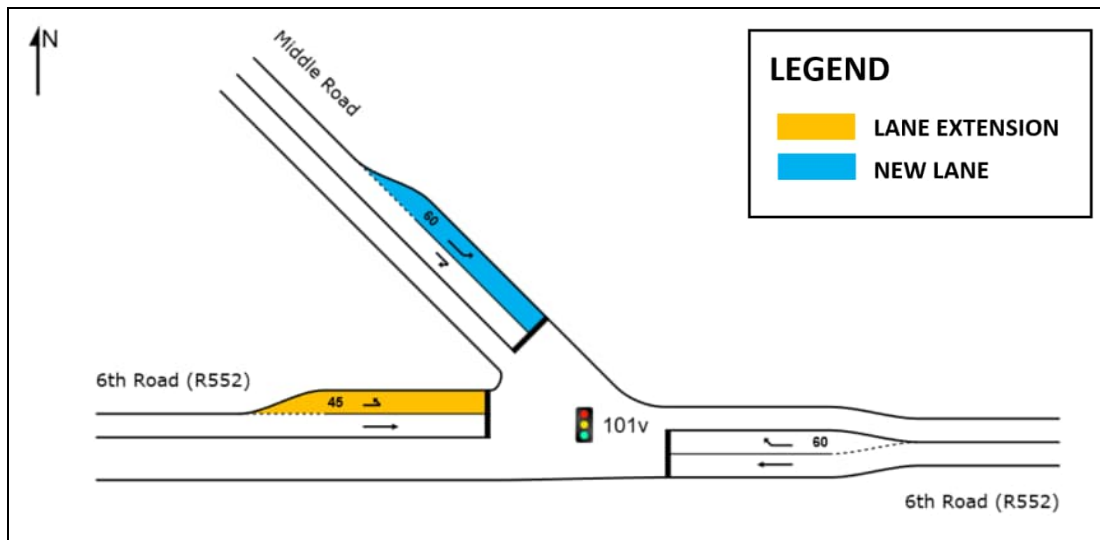 N
Middle Road
LEGEND
LANE EXTENSION
NEW LANE
60
6th Road (R552)
45
101v
60
6th Road (R552)